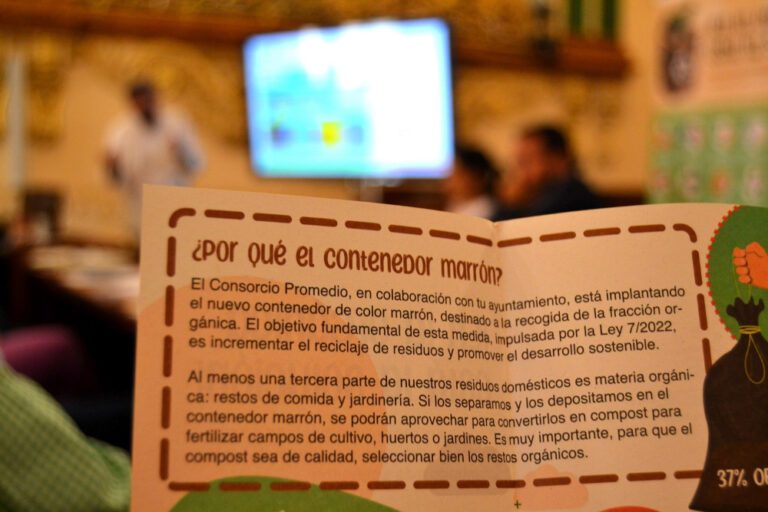 ¿Por qué el contenedor marrón?
El Consorcio Promedio, en colaboración con tu ayuntamiento, está implantando
el nuevo contenedor de color marrón, destinado a la recogida de la fracción or-
gánica. El objetivo fundamental de esta medida, impulsada por la Ley 7/2022,
es incrementar el reciclaje de residuos y promover el desarrollo sostenible.
Al menos una tercera parte de nuestros residuos domésticos es materia orgáni-
ca: restos de comida y jardinería. Si los separamos y los depositamos en el
contenedor marrón, se podrán aprovechar para convertirlos en compost para
fertilizar campos de cultivo, huertos o jardines. Es muy importante, para que el
compost sea de calidad, seleccionar bien los restos orgánicos.
37%